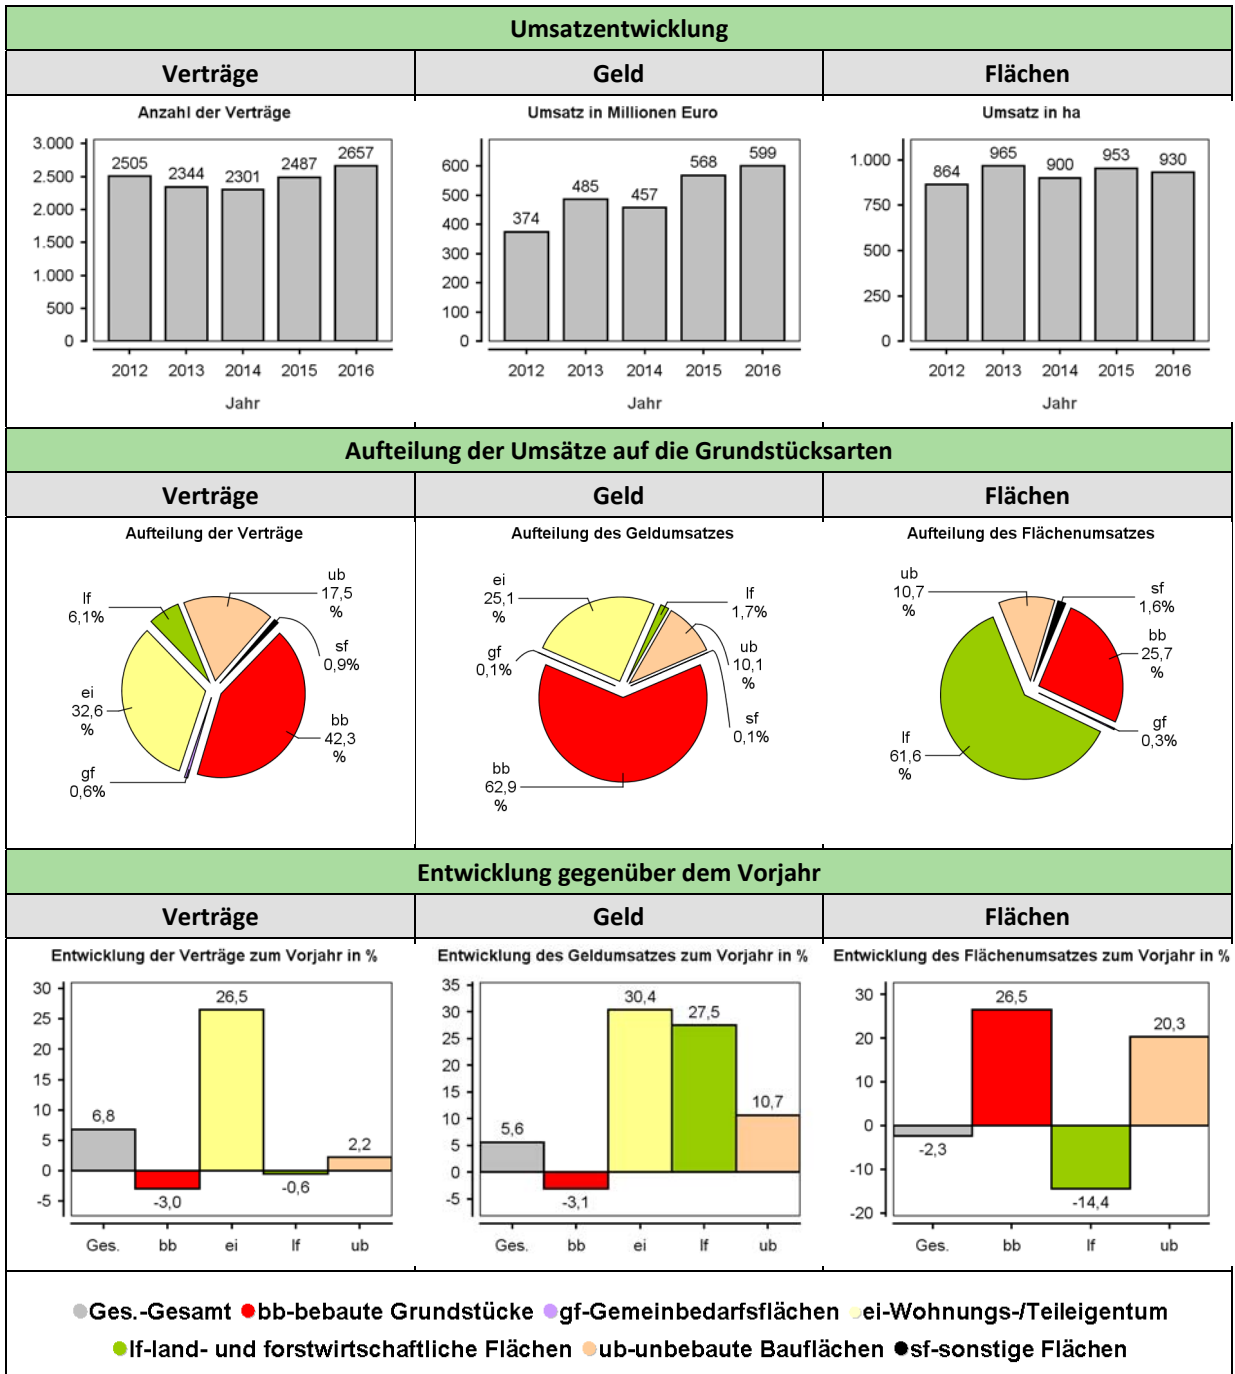 Umsatzentwicklung
Verträge
Geld
Flächen
Anzahl der Verträge
3.000
2.500
2.000
1.500
1.000
500
0
2505
2344
2301
2487
2657
2012
2013
2014
2015
2016
Jahr
Umsatz in Millionen Euro
600
500
400
300
200
100
0
374
485
457
568
599
2012
2013
2014
2015
2016
Jahr
Umsatz in ha
1.000
750
500
250
0
864
965
900
953
930
2012
2013
2014
2015
2016
Jahr
Aufteilung der Umsätze auf die Grundstücksarten
Verträge
Geld
Flächen
Aufteilung der Verträge
ub
17,5
%
lf
6,1%
sf
0,9%
ei
32,6
%
bb
42,3
%
gf
0,6%
Aufteilung des Geldumsatzes
ei
25,1
%
lf
1,7%
gf
0,1%
ub
10,1
%
sf
0,1%
bb
62,9
%
Aufteilung des Flächenumsatzes
ub
10,7
%
sf
1,6%
bb
25,7
%
gf
0,3%
lf
61,6
%
Entwicklung gegenüber dem Vorjahr
Verträge
Geld
Flächen
Entwicklung der Verträge zum Vorjahr in %
30
25
20
15
10
5
0
-5
6,8
-3,0
26,5
-0,6
2,2
Ges.
bb
ei
lf
ub
Entwicklung des Geldumsatzes zum Vorjahr in %
35
30
25
20
15
10
5
0
-5
5,6
-3,1
30,4
27,5
10,7
Ges.
bb
ei
lf
ub
Entwicklung des Flächenumsatzes zum Vorjahr in %
30
20
10
0
-10
-20
-2,3
26,5
-14,4
20,3
Ges.
bb
lf
ub
Ges.-Gesamt bb-bebaute Grundstücke gf-Gemeinbedarfsflächen ei-Wohnungs-/Teileigentum
lf-land- und forstwirtschaftliche Flächen ub-unbebaute Bauflächen sf-sonstige Flächen